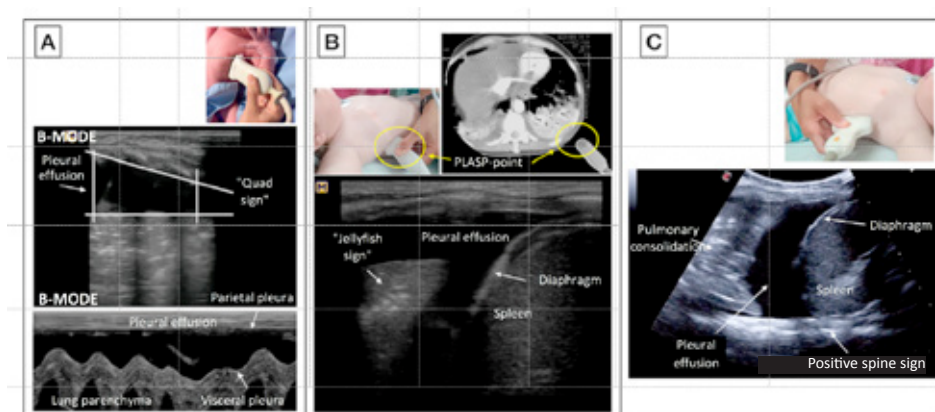 A
B-MODE
Pleural
effusion
"Quad
sign"
B-MODE
Parietal pleura
Pleural effusion
Lung parenchyma
Visceral pleura
B
PLASP-point
"Jellyfish
sign"
Pleural effusion
Diaphragm
Spleen
C
Pulmonary
consolidation
Diaphragm
Spleen
Pleural
effusion
Positive spine sign